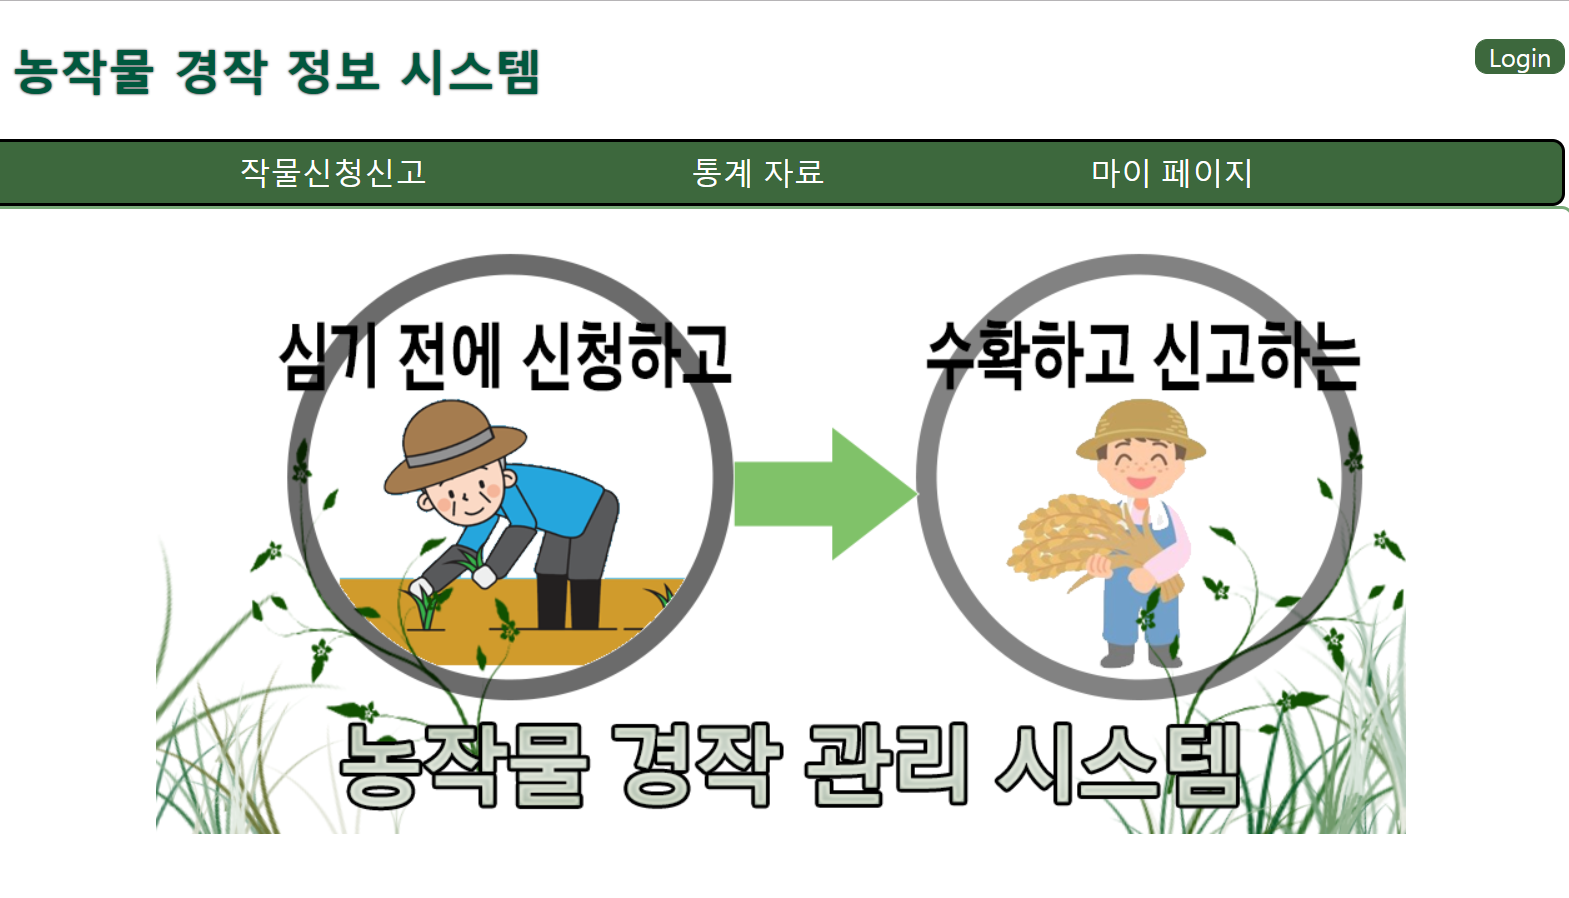 농작물 경작 정보 시스템
Login
작물신청신고 통계 자료 마이 페이지
심기 전에 신청하고
수확하고 신고하는
농작물 경작 관리 시스템